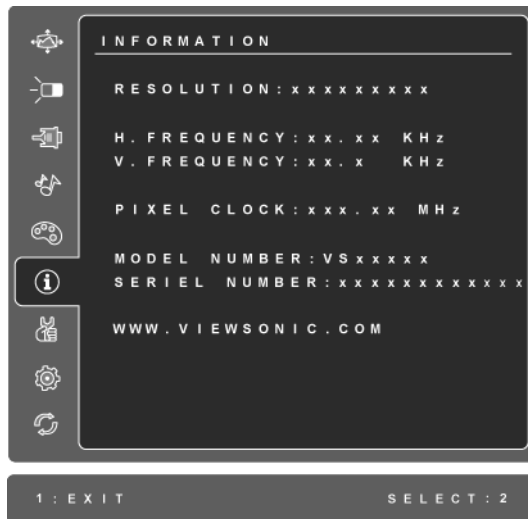 INFORMATION
RESOLUTION:xxxxxxxxx
H. FREQUENCY:xx.xx KHz
V. FREQUENCY:xx.x KHz
PIXEL CLOCK:xxx.xx MHz
MODEL NUMBER:VSxxxxx
SERIEL NUMBER:xxxxxxxxxxxx
WWW.VIEWSONIC.COM
1:EXIT SELECT:2